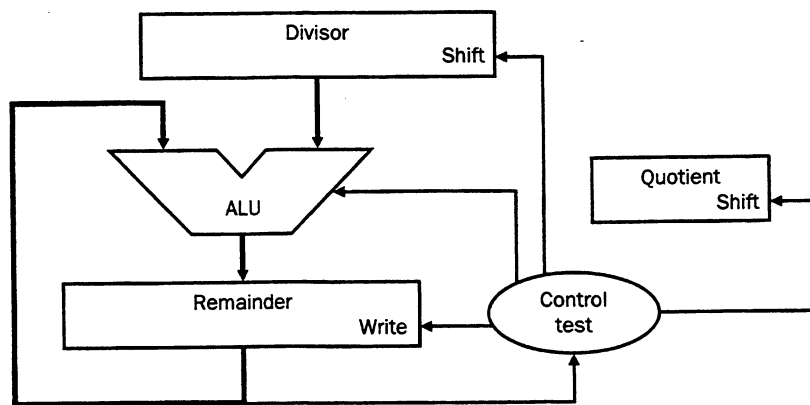 Divisor
Shift
ALU
Quotient
Shift
Remainder
Write
Control
test